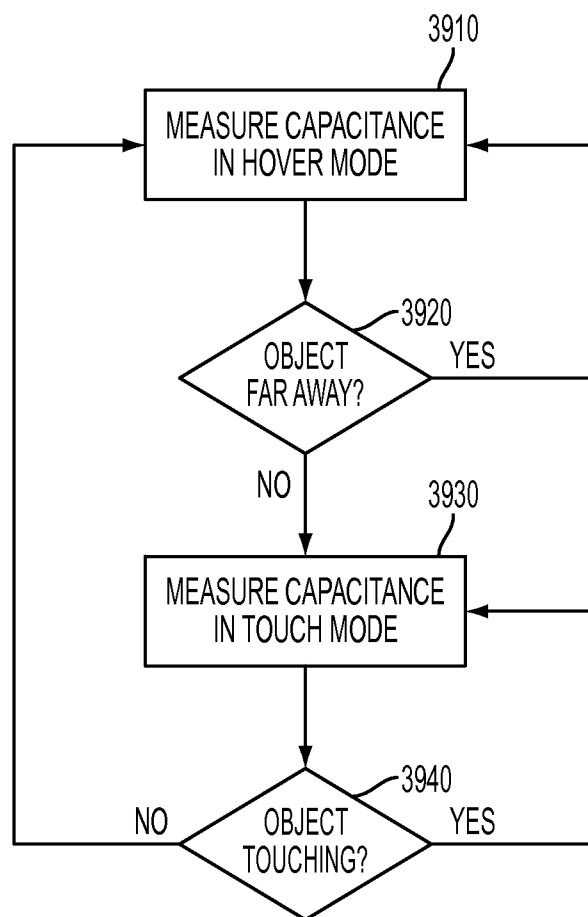 3910
MEASURE CAPACITANCE
IN HOVER MODE
3920
OBJECT
FAR AWAY?
YES
NO
3930
MEASURE CAPACITANCE
IN TOUCH MODE
3940
NO
OBJECT
TOUCHING?
YES